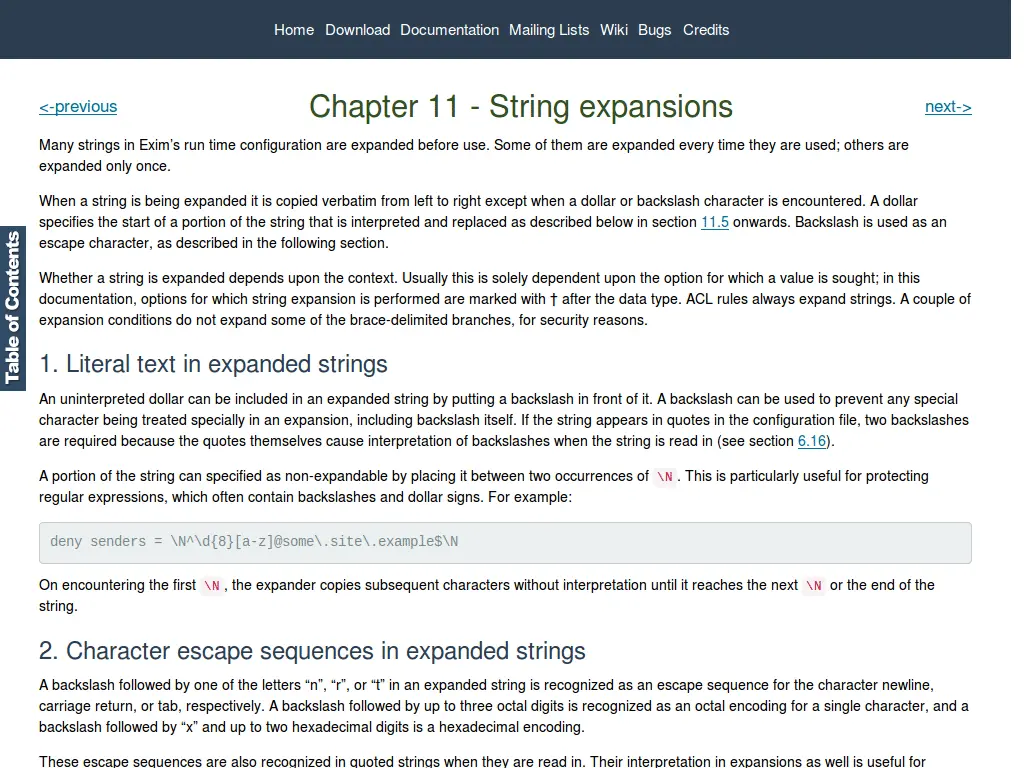 Home Download Documentation Mailing Lists Wiki Bugs Credits
<-previous
Chapter 11 - String expansions
next->
Many strings in Exim’s run time configuration are expanded before use. Some of them are expanded every time they are used; others are
expanded only once.
When a string is being expanded it is copied verbatim from left to right except when a dollar or backslash character is encountered. A dollar
specifies the start of a portion of the string that is interpreted and replaced as described below in section 11.5 onwards. Backslash is used as an
escape character, as described in the following section.
Whether a string is expanded depends upon the context. Usually this is solely dependent upon the option for which a value is sought; in this
documentation, options for which string expansion is performed are marked with † after the data type. ACL rules always expand strings. A couple of
expansion conditions do not expand some of the brace-delimited branches, for security reasons.
Table of Contents
1. Literal text in expanded strings
An uninterpreted dollar can be included in an expanded string by putting a backslash in front of it. A backslash can be used to prevent any special
character being treated specially in an expansion, including backslash itself. If the string appears in quotes in the configuration file, two backslashes
are required because the quotes themselves cause interpretation of backslashes when the string is read in (see section 6.16).
A portion of the string can specified as non-expandable by placing it between two occurrences of \N. This is particularly useful for protecting
regular expressions, which often contain backslashes and dollar signs. For example:
deny senders = \N^\d{8}[a-z]@some\.site\.example$\N
On encountering the first \N, the expander copies subsequent characters without interpretation until it reaches the next \N or the end of the
string.
2. Character escape sequences in expanded strings
A backslash followed by one of the letters “n”, “r”, or “t” in an expanded string is recognized as an escape sequence for the character newline,
carriage return, or tab, respectively. A backslash followed by up to three octal digits is recognized as an octal encoding for a single character, and a
backslash followed by “x” and up to two hexadecimal digits is a hexadecimal encoding.
These escape sequences are also recognized in quoted strings when they are read in. Their interpretation in expansions as well is useful for